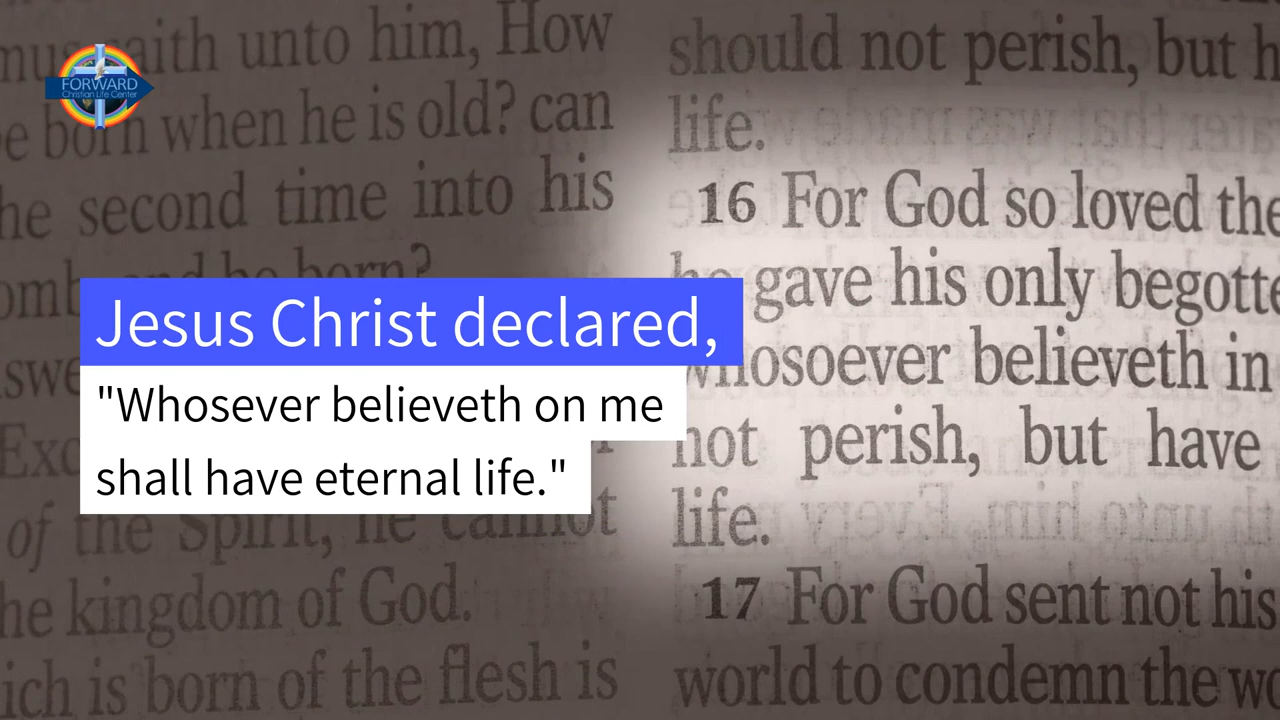 FORWARD
Christian Life Center
unto him, How
be born when he is old? can
he second time into his
born?
Jesus Christ declared,
"Whosever believeth on me
shall have eternal life."
of the Spirit, he cannot
he kingdom of God.
ich is born of the flesh is
should not perish, but h
life.
16 For God so loved the
he gave his only begotte
whosoever believeth in
not perish, but have
life.
17 For God sent not his
world to condemn the wo